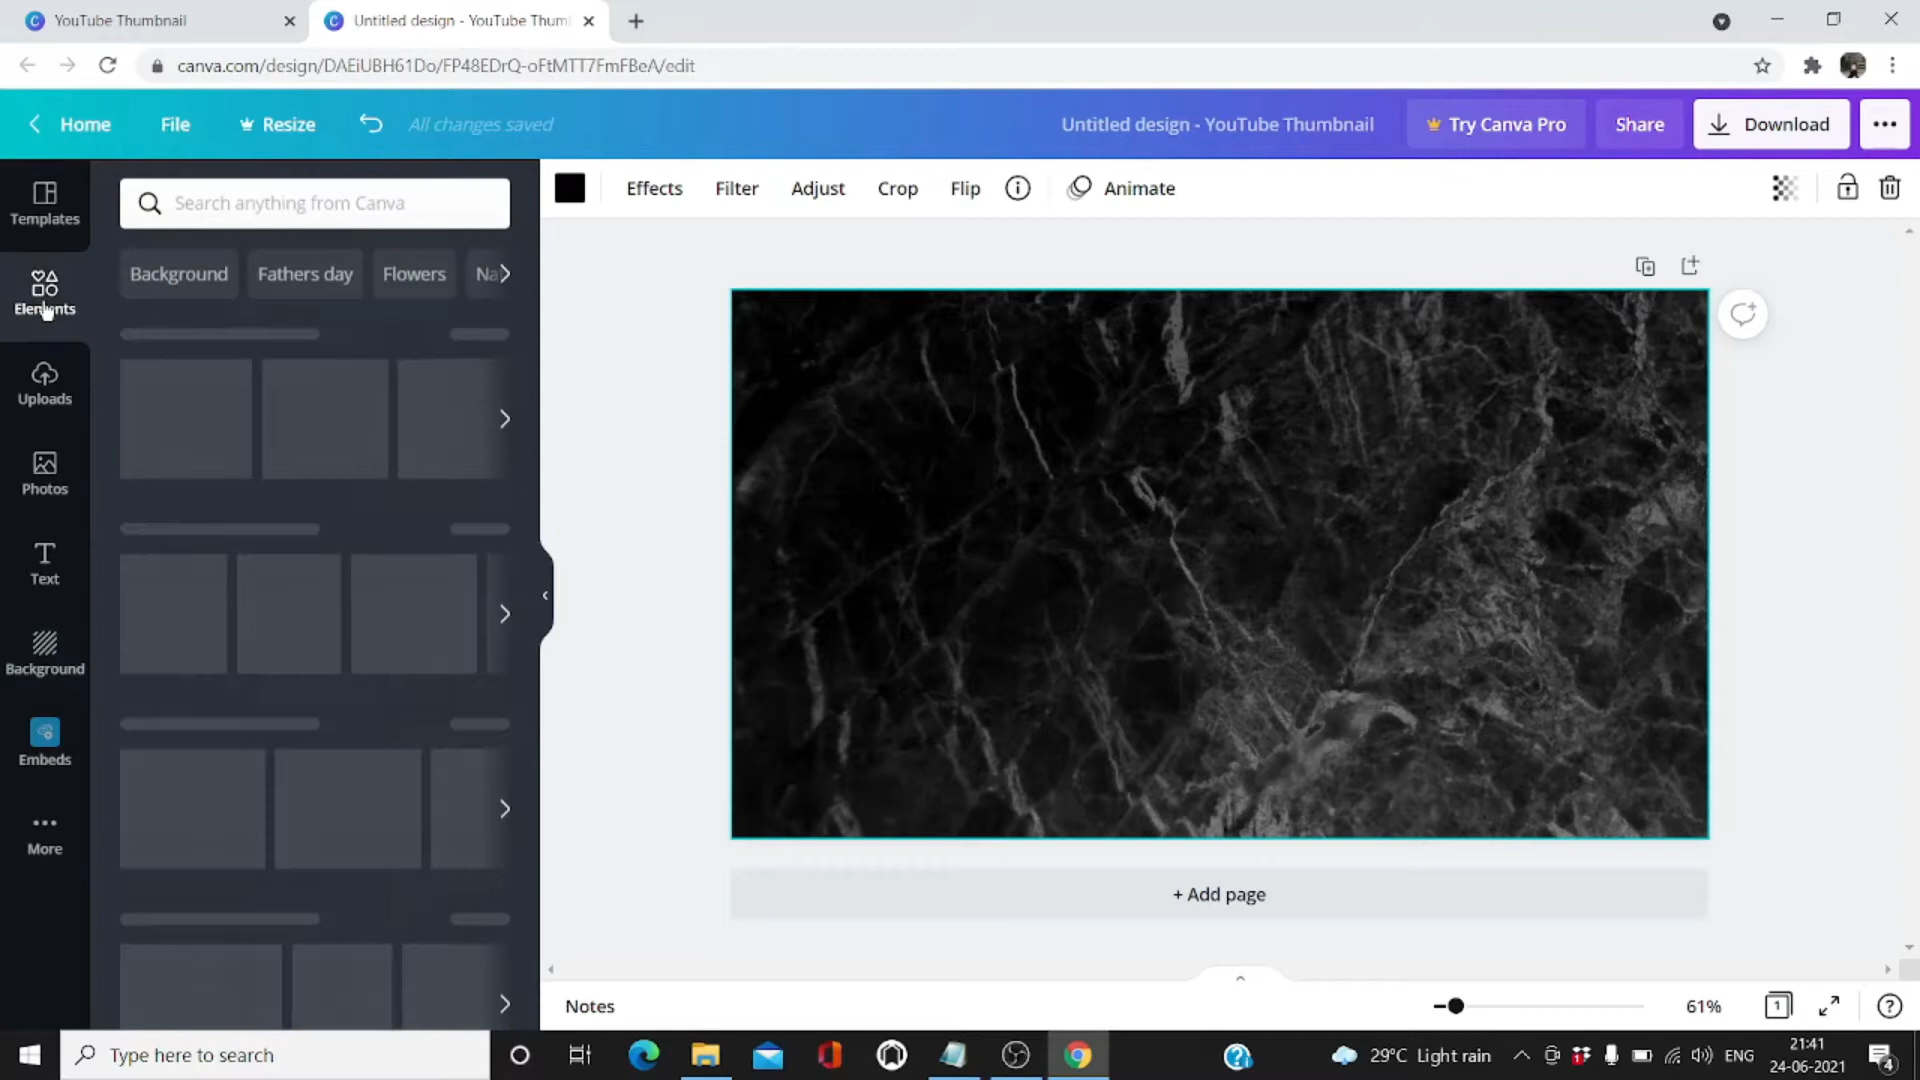 YouTube Thumbnail
Untitled design - YouTube Thum
canva.com/design/DAEiUBH61Do/FP48EDrQ-oFtMTT7FmFBeA/edit
Home
File
Resize
All changes saved
Untitled design - YouTube Thumbnail
Try Canva Pro
Share
Download
Templates
Search anything from Canva
Effects
Filter
Adjust
Crop
Flip
Animate
Background
Fathers day
Flowers
Na
Elements
Uploads
Photos
Text
Background
Embeds
More
+ Add page
Notes
61%
1
Type here to search
29°C Light rain
ENG
21:41
24-06-2021
4